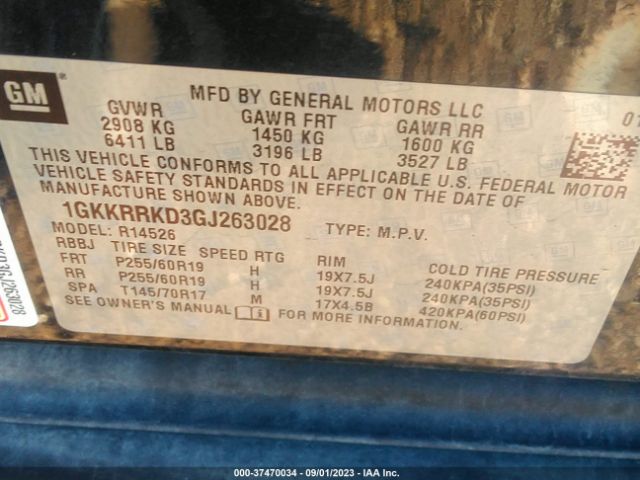 GM
MFD BY GENERAL MOTORS LLC
01
GVWR GAWR FRT GAWR RR
2908 KG 1450 KG 1600 KG
6411 LB 3196 LB 3527 LB
THIS VEHICLE CONFORMS TO ALL APPLICABLE U.S. FEDERAL MOTOR
VEHICLE SAFETY STANDARDS IN EFFECT ON THE DATE OF
MANUFACTURE SHOWN ABOVE.
1GKKRRKD3GJ263028 TYPE: M.P.V.
MODEL: R14526
RBBJ TIRE SIZE SPEED RTG RIM COLD TIRE PRESSURE
FRT P255/60R19 H 19X7.5J 240KPA(35PSI)
RR P255/60R19 H 19X7.5J 240KPA(35PSI)
SPA T145/70R17 M 17X4.5B 420KPA(60PSI)
SEE OWNER'S MANUAL FOR MORE INFORMATION.
000-37470034 - 09/01/2023 - IAA Inc.